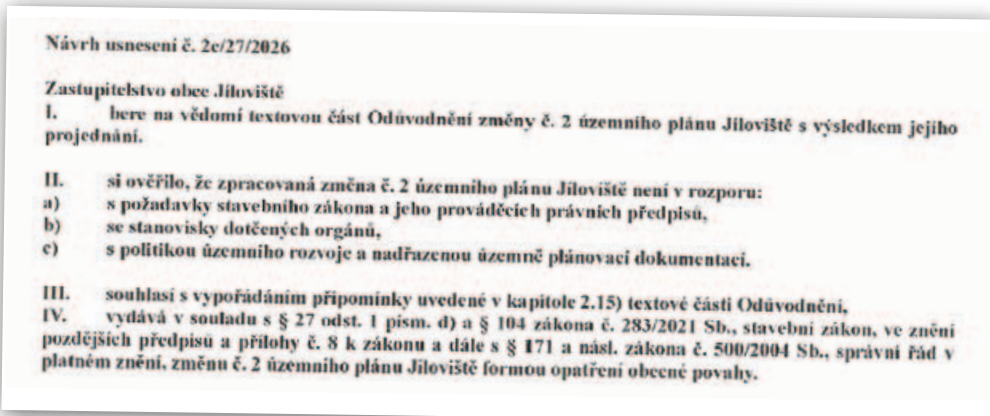 Návrh usnesení č. 2c/27/2026
Zastupitelstvo obce Jíloviště
I. bere na vědomí textovou část Odůvodnění změny č. 2 územního plánu Jíloviště s výsledkem jejího
projednání.
II. si ověřilo, že zpracovaná změna č. 2 územního plánu Jíloviště není v rozporu:
a) s požadavky stavebního zákona a jeho prováděcích právních předpisů,
b) se stanovisky dotčených orgánů,
c) s politikou územního rozvoje a nadřazenou územně plánovací dokumentací.
III. souhlasí s vypořádáním připomínky uvedené v kapitole 2.15) textové části Odůvodnění,
IV. vydává v souladu s § 27 odst. 1 písm. d) a § 104 zákona č. 283/2021 Sb., stavební zákon, ve znění
pozdějších předpisů a přílohy č. 8 k zákonu a dále s § 171 a násl. zákona č. 500/2004 Sb., správní řád v
platném znění, změnu č. 2 územního plánu Jíloviště formou opatření obecné povahy.